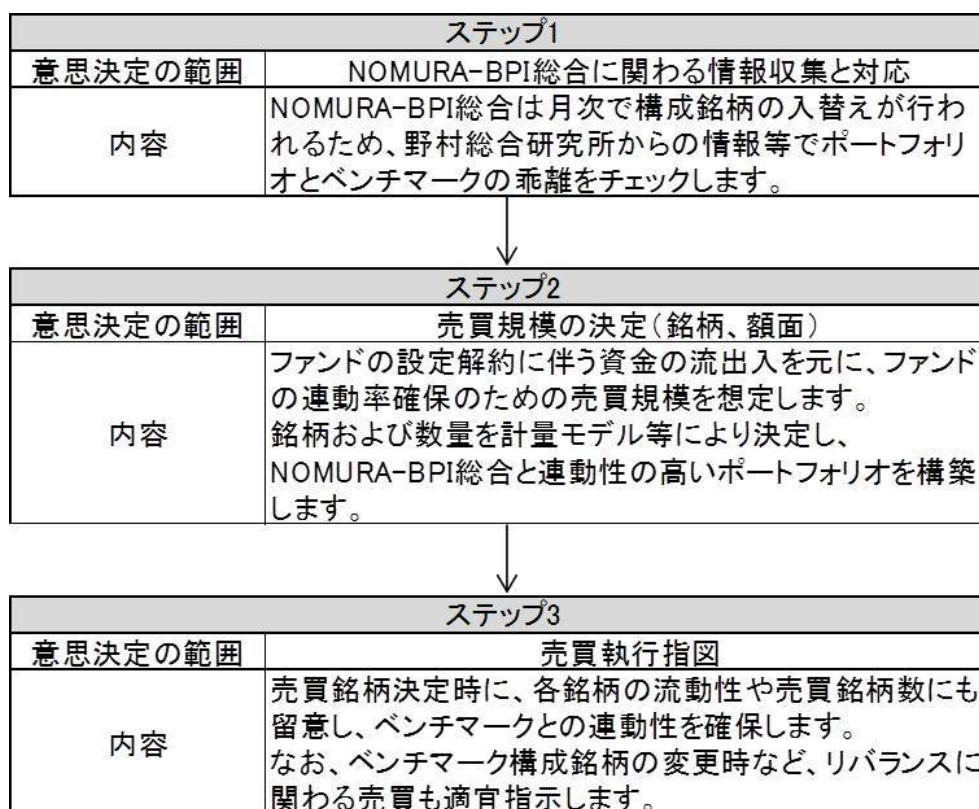 ステップ1
意思決定の範囲 NOMURA-BPI総合に関わる情報収集と対応
内容
NOMURA-BPI総合は月次で構成銘柄の入替えが行わ
れるため、野村総合研究所からの情報等でポートフォリ
オとベンチマークの乖離をチェックします。
ステップ2
意思決定の範囲 売買規模の決定(銘柄、額面)
内容
ファンドの設定解約に伴う資金の流出入を元に、ファンド
の連動率確保のための売買規模を想定します。
銘柄および数量を計量モデル等により決定し、
NOMURA-BPI総合と連動性の高いポートフォリオを構築
します。
ステップ3
意思決定の範囲 売買執行指図
内容
売買銘柄決定時に、各銘柄の流動性や売買銘柄数にも
留意し、ベンチマークとの連動性を確保します。
なお、ベンチマーク構成銘柄の変更時など、リバランスに
関わる売買も適宜指示します。